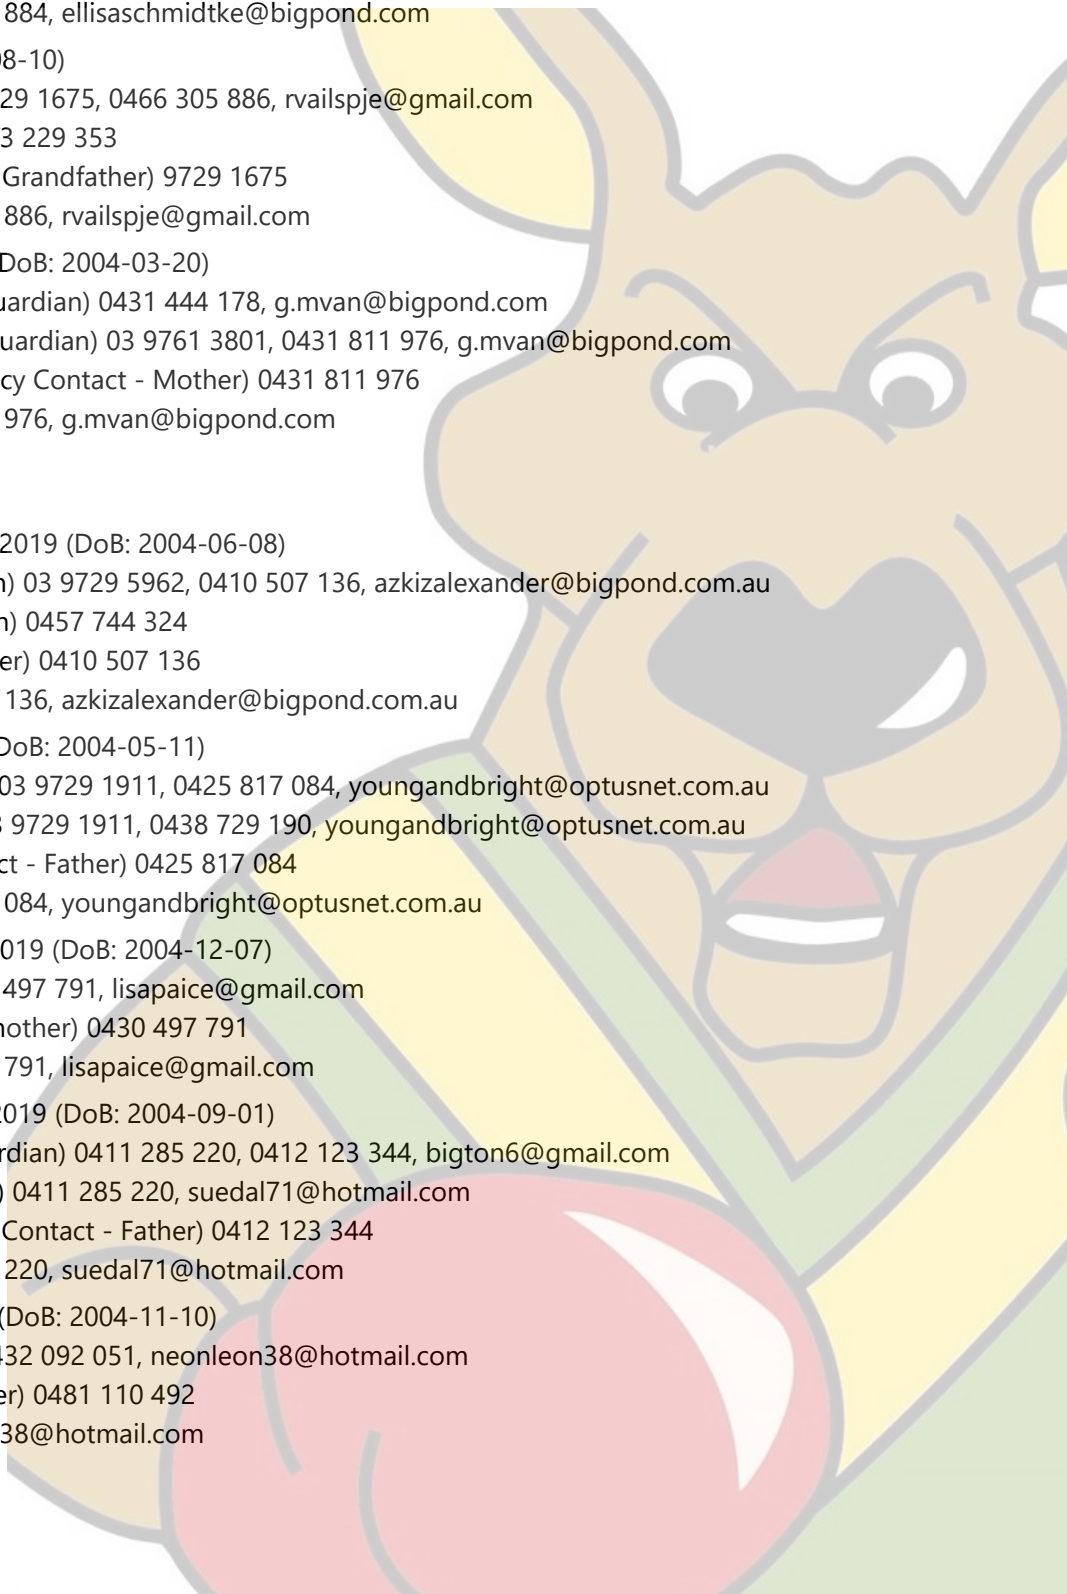 884, ellisaschmidtke@bigpond.com
8-10)
29 1675, 0466 305 886, rvailspje@gmail.com
3 229 353
Grandfather) 9729 1675
886, rvailspje@gmail.com
DoB: 2004-03-20)
uardian) 0431 444 178, g.mvan@bigpond.com
uardian) 03 9761 3801, 0431 811 976, g.mvan@bigpond.com
cy Contact - Mother) 0431 811 976
976, g.mvan@bigpond.com
2019 (DoB: 2004-06-08)
n) 03 9729 5962, 0410 507 136, azkizalexander@bigpond.com.au
n) 0457 744 324
er) 0410 507 136
136, azkizalexander@bigpond.com.au
DoB: 2004-05-11)
03 9729 1911, 0425 817 084, youngandbright@optusnet.com.au
3 9729 1911, 0438 729 190, youngandbright@optusnet.com.au
ct - Father) 0425 817 084
084, youngandbright@optusnet.com.au
019 (DoB: 2004-12-07)
497 791, lisapaice@gmail.com
nother) 0430 497 791
791, lisapaice@gmail.com
2019 (DoB: 2004-09-01)
rdian) 0411 285 220, 0412 123 344, bigton6@gmail.com
) 0411 285 220, suedal71@hotmail.com
Contact - Father) 0412 123 344
220, suedal71@hotmail.com
(DoB: 2004-11-10)
432 092 051, neonleon38@hotmail.com
er) 0481 110 492
38@hotmail.com